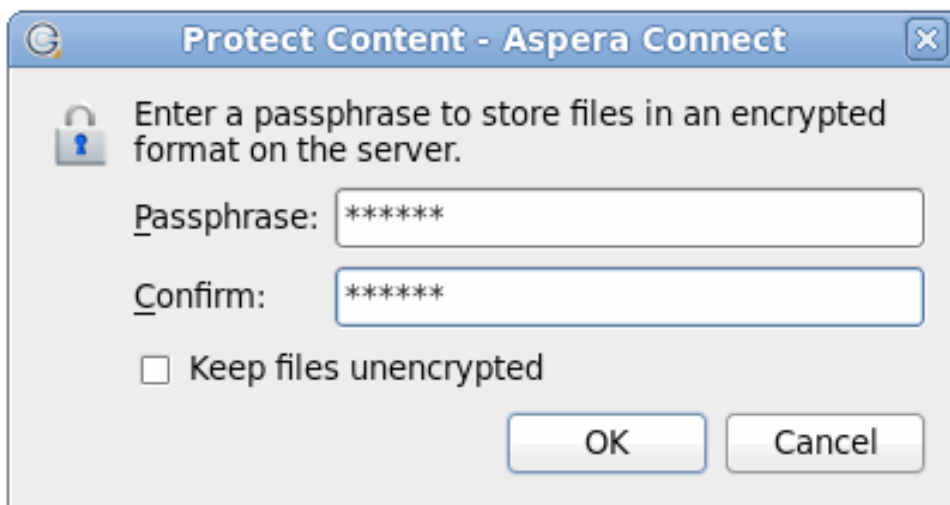 Protect Content - Aspera Connect
Enter a passphrase to store files in an encrypted
format on the server.
Passphrase: ******
Confirm: ******
Keep files unencrypted
OK Cancel